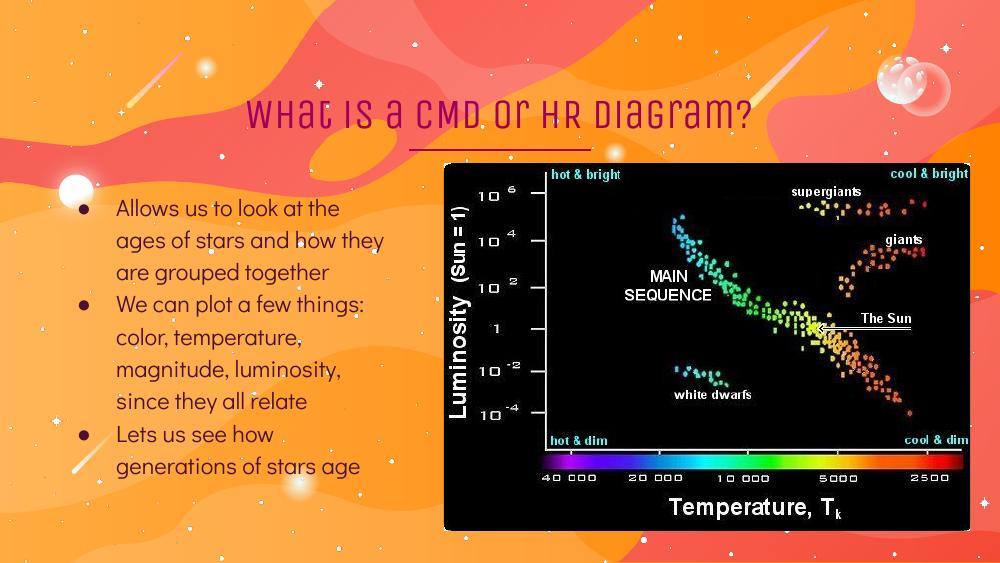 What is a CMD or HR Diagram?
● Allows us to look at the
ages of stars and how they
are grouped together
● We can plot a few things:
color, temperature,
magnitude, luminosity,
since they all relate
● Lets us see how
generations of stars age
hot & bright
cool & bright
supergiants
giants
MAIN
SEQUENCE
The Sun
white dwarfs
hot & dim
cool & dim
Luminosity (Sun = 1)
10 6
10 4
10 2
1
10 -2
10 -4
40 000 20 000 10 000 5000 2500
Temperature, Tk